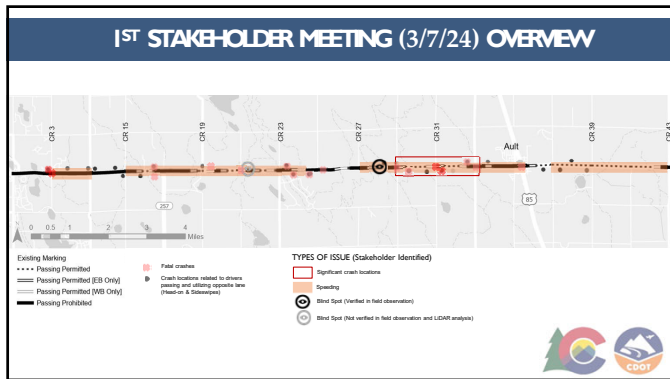 1ST STAKEHOLDER MEETING (3/7/24) OVERVIEW
CR 3
CR 15
CR 19
CR 23
CR 27
CR 31
CR 39
CR 43
Ault
257
85
0 0.5 1 2 3 4
Miles
Existing Marking
Passing Permitted
Passing Permitted [EB Only]
Passing Permitted [WB Only]
Passing Prohibited
Fatal crashes
Crash locations related to drivers
passing and utilizing opposite lane
(Head-on & Sideswipes)
TYPES OF ISSUE (Stakeholder Identified)
Significant crash locations
Speeding
Blind Spot (Verified in field observation)
Blind Spot (Not verified in field observation and LiDAR analysis)
CDOT